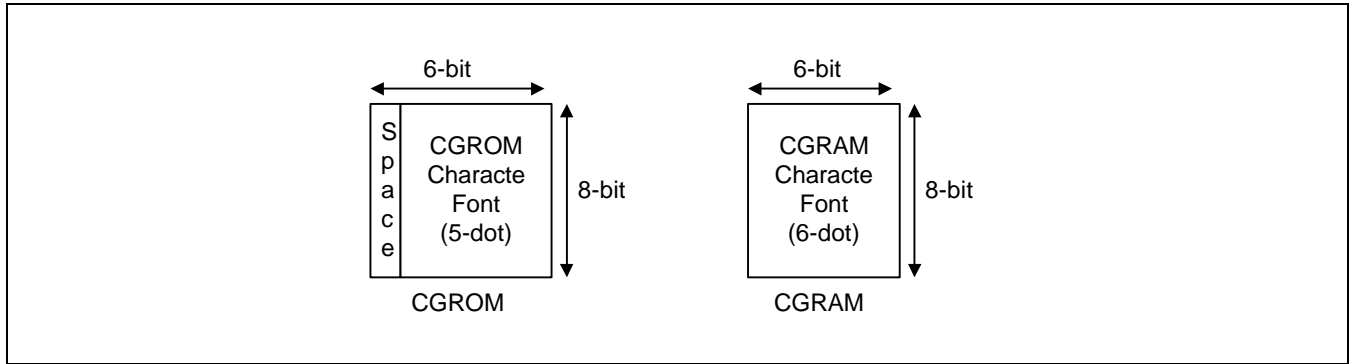 6-bit
S
p
a
c
e
CGROM
Characte
Font
(5-dot)
8-bit
CGROM
6-bit
CGRAM
Characte
Font
(6-dot)
8-bit
CGRAM